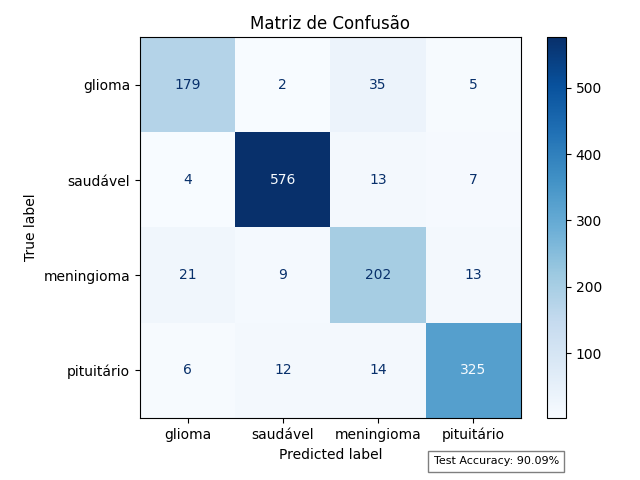 Matriz de Confusão
True label
glioma 179 2 35 5
saudável 4 576 13 7
meningioma 21 9 202 13
pituitário 6 12 14 325
glioma saudável meningioma pituitário
Predicted label
500
400
300
200
100
Test Accuracy: 90.09%